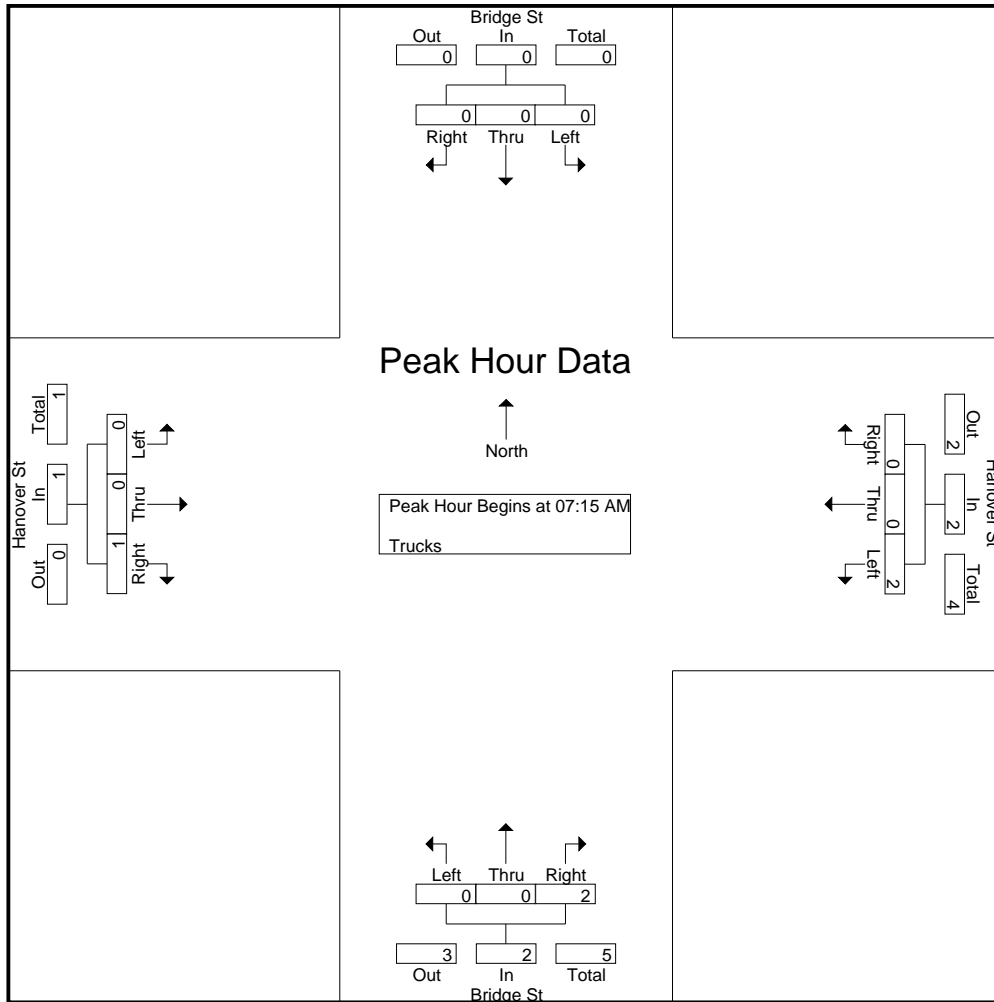 Bridge St
Out In Total
0 0 0
0 0 0
Right Thru Left
Peak Hour Data
North
Peak Hour Begins at 07:15 AM
Trucks
Hanover St
Out In Total
0 1 1
Right Thru Left
1 0 0
Hanover St
Out In Total
2 2 4
Right Thru Left
0 0 2
Left Thru Right
0 0 2
3 2 5
Out In Total
Bridge St